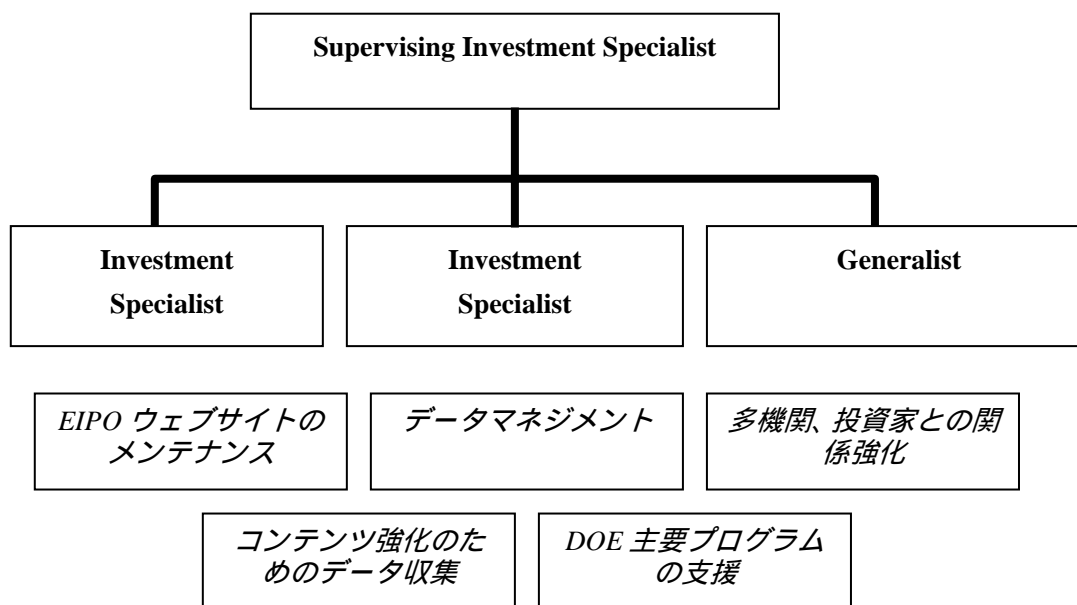 Supervising Investment Specialist
Investment
Specialist
Investment
Specialist
Generalist
EIPO ウェブサイトの
メンテナンス
データマネジメント
多機関、投資家との関
係強化
コンテンツ強化のた
めのデータ収集
DOE 主要プログラム
の支援